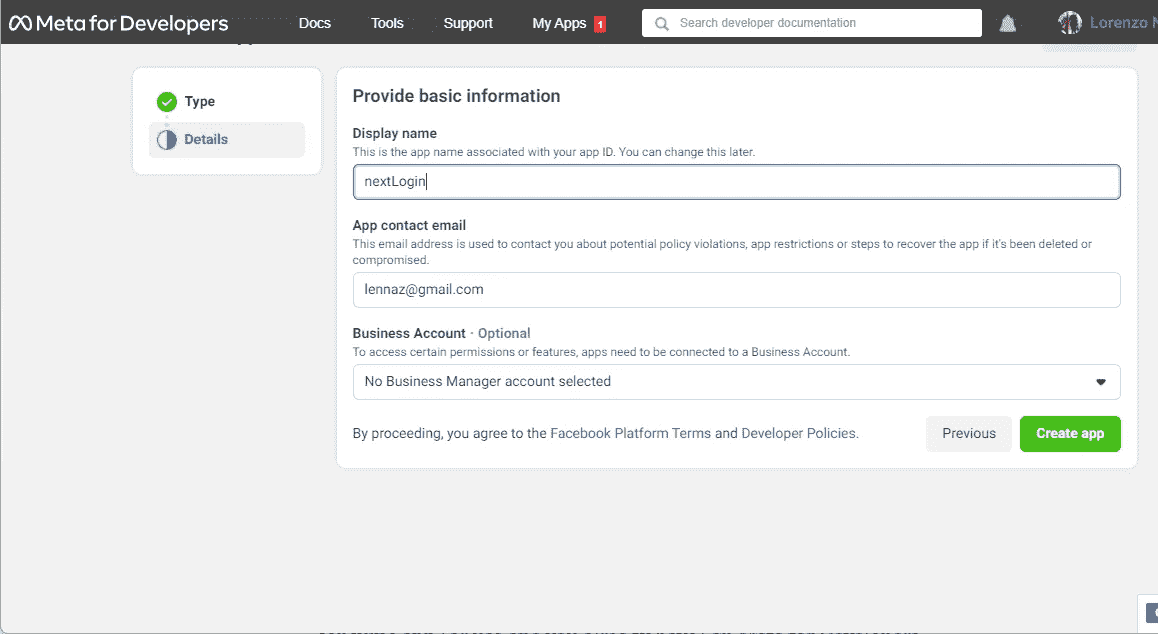 Meta for Developers
Docs
Tools
Support
My Apps
1
Search developer documentation
Lorenzo
Type
Details
Provide basic information
Display name
This is the app name associated with your app ID. You can change this later.
nextLogin
App contact email
This email address is used to contact you about potential policy violations, app restrictions or steps to recover the app if it's been deleted or
compromised.
lennaz@gmail.com
Business Account · Optional
To access certain permissions or features, apps need to be connected to a Business Account.
No Business Manager account selected
By proceeding, you agree to the Facebook Platform Terms and Developer Policies.
Previous
Create app